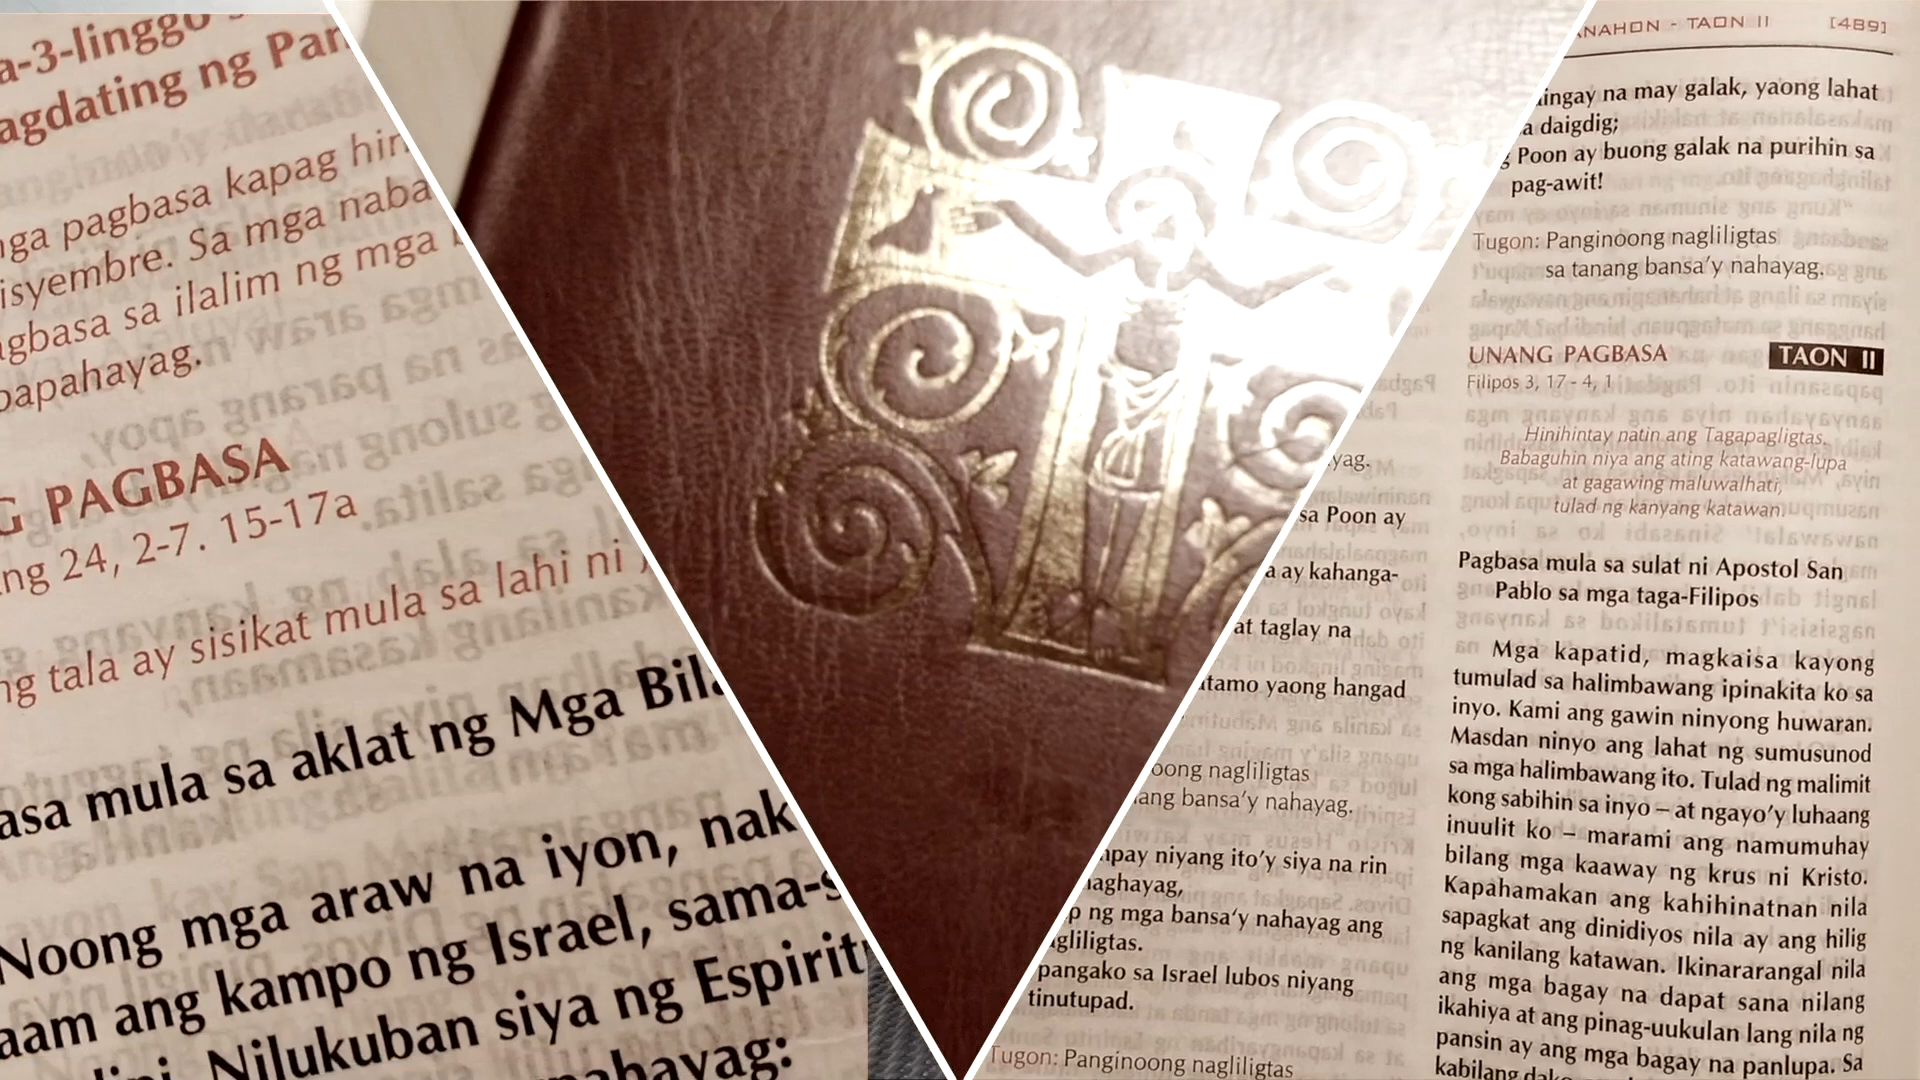 a-3-linggo
agdating ng Pan
nga pagbasa kapag hin
isyembre. Sa mga naba
agbasa sa ilalim ng mga
papahayag.
G PAGBASA
ng 24, 2-7. 15-17a
ng tala ay sisikat mula sa lahi ni J
asa mula sa aklat ng Mga Bila
Noong mga araw na iyon, nak
aam ang kampo ng Israel, sama-s
Nilukuban siya ng Espirit
yag.
sa Poon ay
a ay kahanga-
at taglay na
atamo yaong hangad
oong nagliligtas
ang bansa'y nahayag.
mpay niyang ito'y siya na rin
naghayag,
p ng mga bansa'y nahayag ang
agliligtas.
pangako sa Israel lubos niyang
tinutupad.
Tugon: Panginoong nagliligtas
ANAHON - TAON II [489]
ingay na may galak, yaong lahat
a daigdig;
g Poon ay buong galak na purihin sa
pag-awit!
Tugon: Panginoong nagliligtas
sa tanang bansa'y nahayag.
UNANG PAGBASA TAON II
Filipos 3, 17 - 4, 1
Hinihintay natin ang Tagapagligtas.
Babaguhin niya ang ating katawang-lupa
at gagawing maluwalhati,
tulad ng kanyang katawan.
Pagbasa mula sa sulat ni Apostol San
Pablo sa mga taga-Filipos
Mga kapatid, magkaisa kayong
tumulad sa halimbawang ipinakita ko sa
inyo. Kami ang gawin ninyong huwaran.
Masdan ninyo ang lahat ng sumusunod
sa mga halimbawang ito. Tulad ng malimit
kong sabihin sa inyo – at ngayo'y luhaang
inuulit ko – marami ang namumuhay
bilang mga kaaway ng krus ni Kristo.
Kapahamakan ang kahihinatnan nila
sapagkat ang dinidiyos nila ay ang hilig
ng kanilang katawan. Ikinararangal nila
ang mga bagay na dapat sana nilang
ikahiya at ang pinag-uukulan lang nila ng
pansin ay ang mga bagay na panlupa. Sa
kabilang